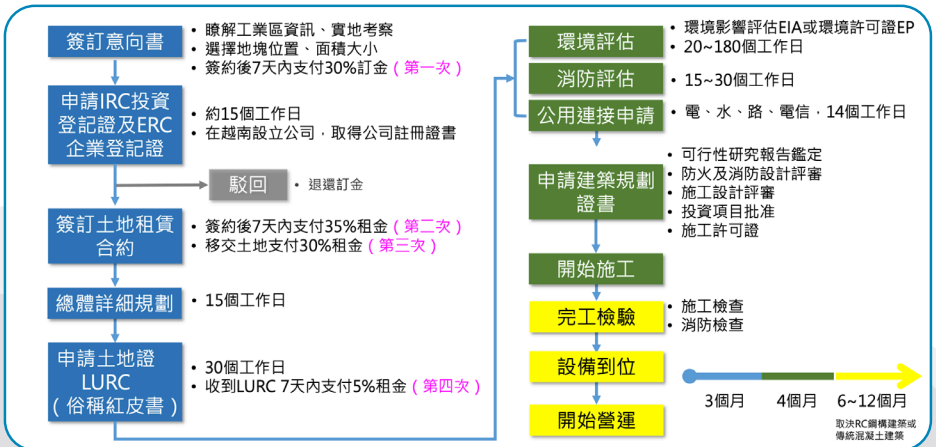 簽訂意向書
• 瞭解工業區資訊、實地考察
• 選擇地塊位置、面積大小
• 簽約後7天內支付30%訂金（第一次）
申請IRC投資
登記證及ERC
企業登記證
• 約15個工作日
• 在越南設立公司，取得公司註冊證書
駁回
• 退還訂金
簽訂土地租賃
合約
• 簽約後7天內支付35%租金（第二次）
• 移交土地支付30%租金（第三次）
總體詳細規劃
• 15個工作日
申請土地證
LURC
（俗稱紅皮書）
• 30個工作日
• 收到LURC 7天內支付5%租金（第四次）
環境評估
• 環境影響評估EIA或環境許可證EP
• 20~180個工作日
消防評估
• 15~30個工作日
公用連接申請
• 電、水、路、電信，14個工作日
申請建築規劃
證書
• 可行性研究報告鑑定
• 防火及消防設計評審
• 施工設計評審
• 投資項目批准
• 施工許可證
開始施工
完工檢驗
• 施工檢查
• 消防檢查
設備到位
開始營運
3個月
4個月
6~12個月
取決RC鋼構建築或
傳統混凝土建築